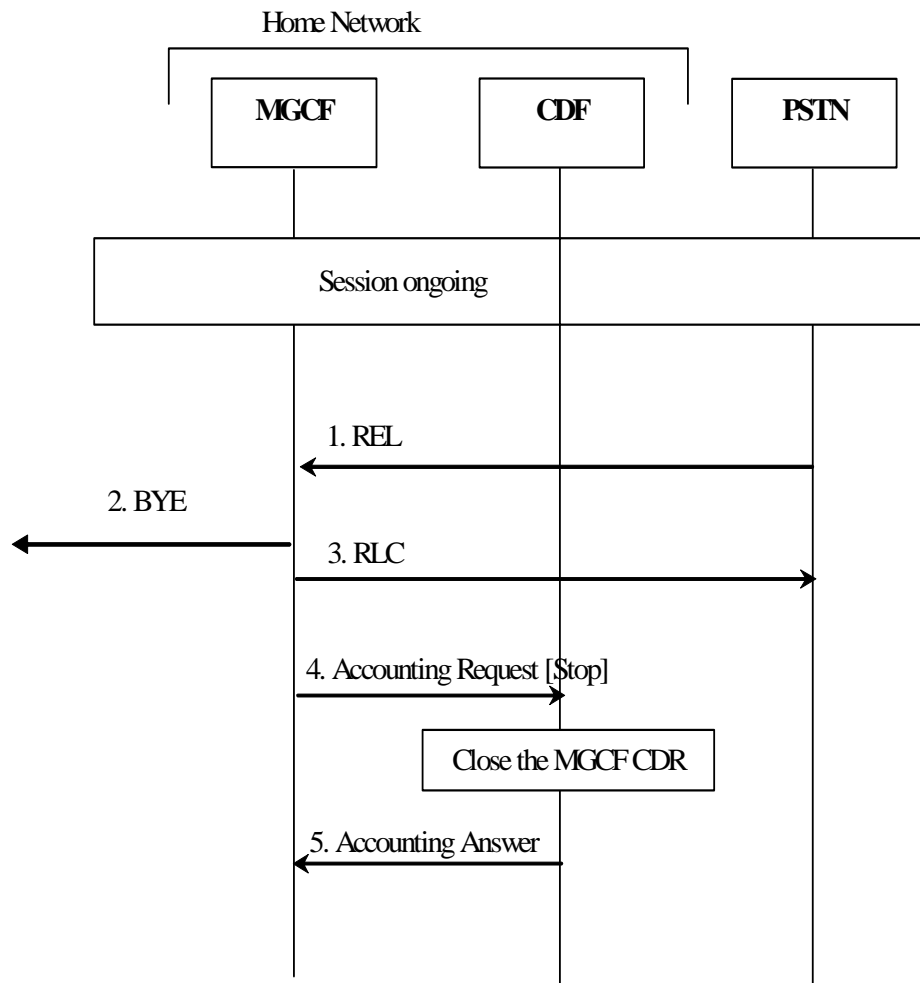 Home Network
MGCF
CDF
PSTN
Session ongoing
1. REL
2. BYE
3. RLC
4. Accounting Request [Stop]
Close the MGCF CDR
5. Accounting Answer